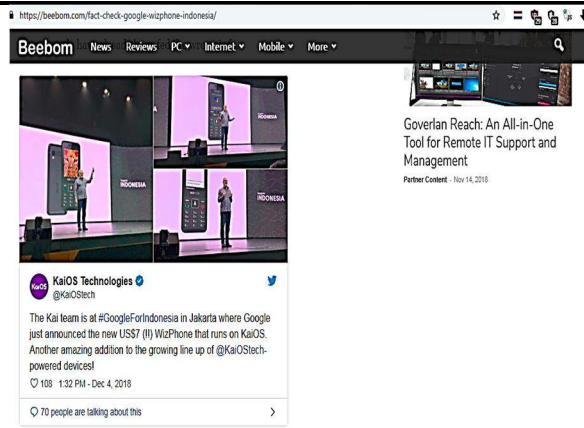 https://beebom.com/fact-check-google-wizphone-indonesia/
Beebom News Reviews PC Internet Mobile More
INDONESIA
INDONESIA
INDONESIA
Goverlan Reach: An All-in-One
Tool for Remote IT Support and
Management
Partner Content - Nov 14, 2018
KaiOS
KaiOS Technologies
@KaiOStech
The Kai team is at #GoogleForIndonesia in Jakarta where Google
just announced the new US$7 (!!) WizPhone that runs on KaiOS.
Another amazing addition to the growing line up of @KaiOStech-
powered devices!
108 1:32 PM - Dec 4, 2018
70 people are talking about this